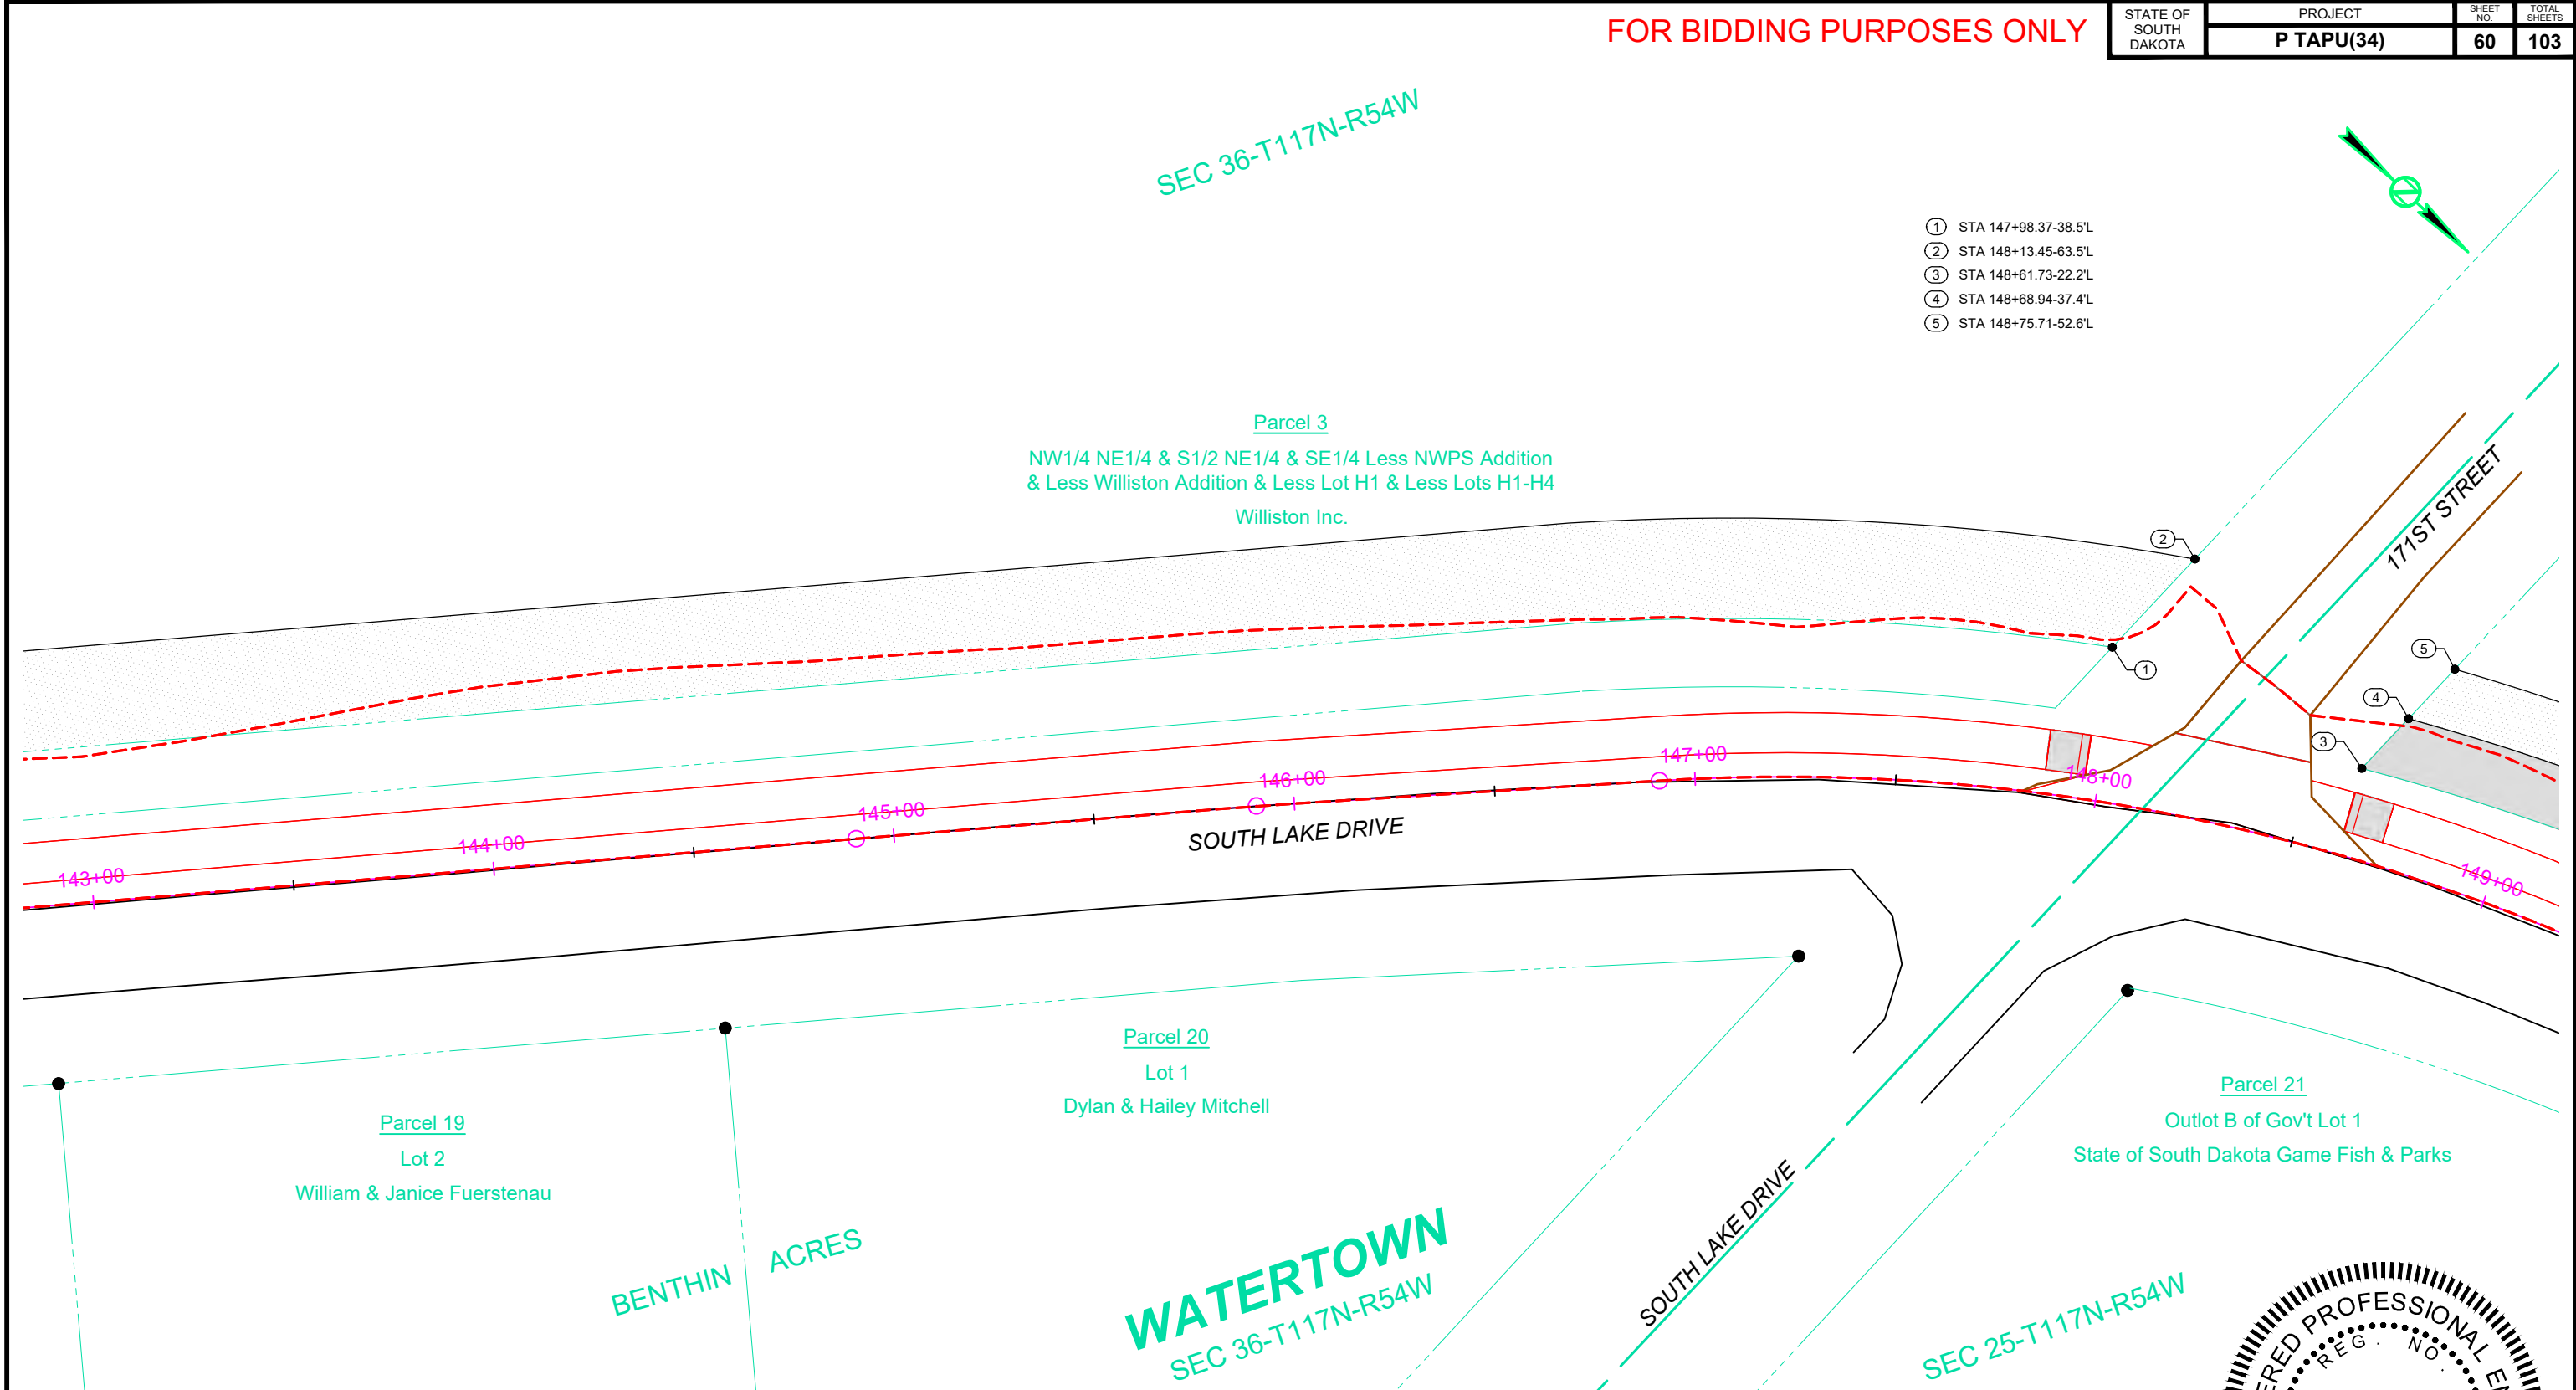 FOR BIDDING PURPOSES ONLY
STATE OF
SOUTH
DAKOTA
PROJECT
P TAPU(34)
SHEET
NO.
60
TOTAL
SHEETS
103
SEC 36-T117N-R54W
1 STA 147+98.37-38.5'L
2 STA 148+13.45-63.5'L
3 STA 148+61.73-22.2'L
4 STA 148+68.94-37.4'L
5 STA 148+75.71-52.6'L
Parcel 3
NW1/4 NE1/4 & S1/2 NE1/4 & SE1/4 Less NWPS Addition
& Less Williston Addition & Less Lot H1 & Less Lots H1-H4
Williston Inc.
171ST STREET
2
1
5
4
3
143+00
144+00
145+00
146+00
147+00
148+00
149+00
SOUTH LAKE DRIVE
Parcel 20
Lot 1
Dylan & Hailey Mitchell
Parcel 19
Lot 2
William & Janice Fuerstenau
Parcel 21
Outlot B of Gov't Lot 1
State of South Dakota Game Fish & Parks
BENTHIN ACRES
WATERTOWN
SEC 36-T117N-R54W
SOUTH LAKE DRIVE
SEC 25-T117N-R54W
ERED PROFESSIONAL EN
REG. NO.